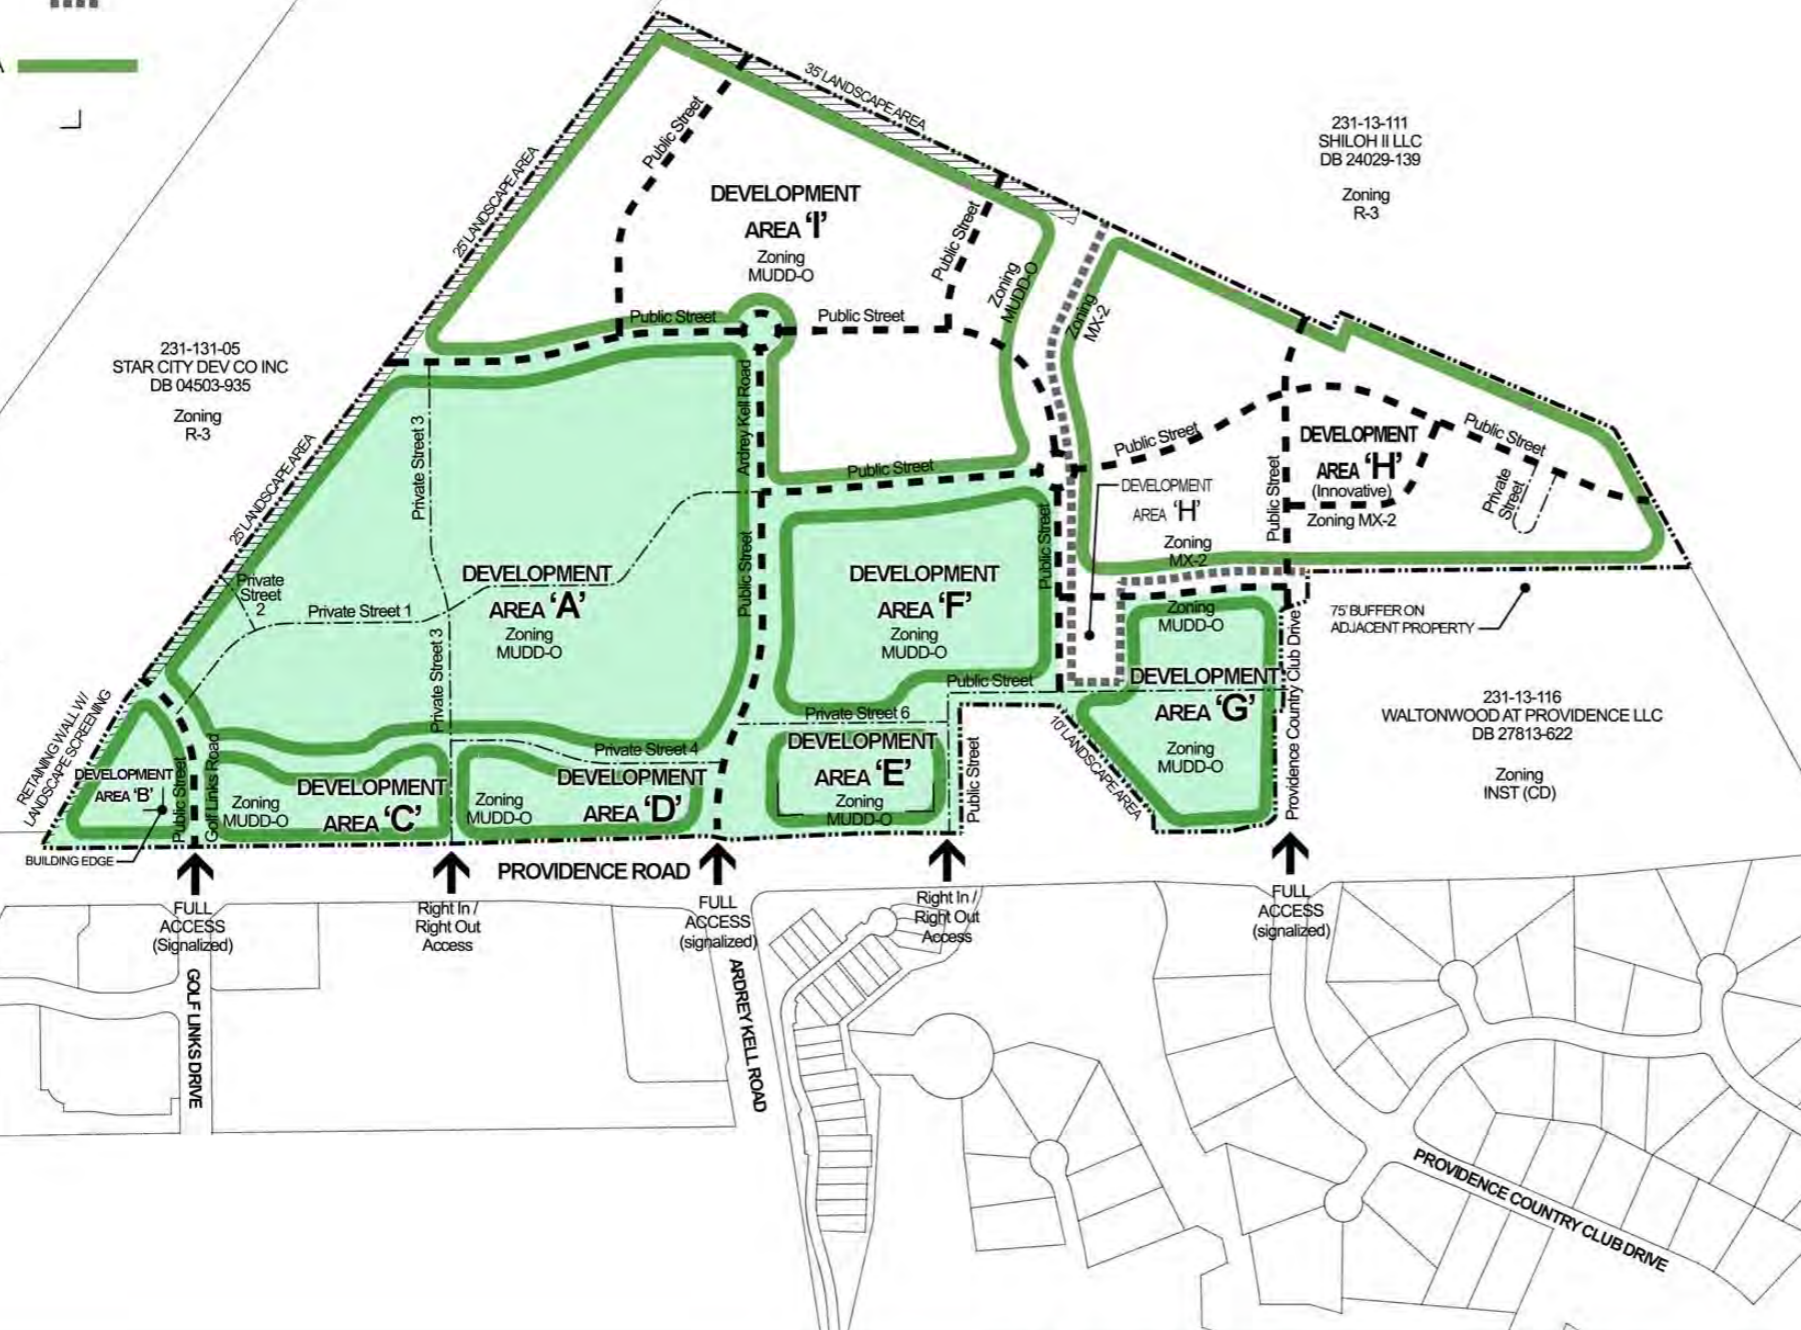 35' LANDSCAPE AREA
25' LANDSCAPE AREA
Public Street
DEVELOPMENT
AREA 'I'
Zoning
MUDD-O
Public Street
Zoning
MUDD-O
Zoning
MX-2
Public Street
Public Street
231-13-111
SHILOH II LLC
DB 24029-139
Zoning
R-3
231-131-05
STAR CITY DEV CO INC
DB 04503-935
Zoning
R-3
25' LANDSCAPE AREA
Private Street 3
Ardrey Kell Road
Public Street
Public Street
Public Street
DEVELOPMENT
AREA 'H'
(Innovative)
Zoning MX-2
Public Street
Private
Street
DEVELOPMENT
AREA 'H'
Zoning
MX-2
Private
Street
2
Private Street 1
DEVELOPMENT
AREA 'A'
Zoning
MUDD-O
Private Street 3
Public Street
DEVELOPMENT
AREA 'F'
Zoning
MUDD-O
Public Street
Public Street
Zoning
MUDD-O
DEVELOPMENT
AREA 'G'
Zoning
MUDD-O
Providence Country Club Drive
75' BUFFER ON
ADJACENT PROPERTY
231-13-116
WALTONWOOD AT PROVIDENCE LLC
DB 27813-622
Zoning
INST (CD)
RETAINING WALL W/
LANDSCAPE SCREENING
DEVELOPMENT
AREA 'B'
Public Street
Golf Links Road
BUILDING EDGE
Zoning
MUDD-O
DEVELOPMENT
AREA 'C'
Private Street 4
Zoning
MUDD-O
DEVELOPMENT
AREA 'D'
Private Street 6
DEVELOPMENT
AREA 'E'
Zoning
MUDD-O
Public Street
10' LANDSCAPE AREA
PROVIDENCE ROAD
FULL
ACCESS
(Signalized)
Right In /
Right Out
Access
FULL
ACCESS
(signalized)
Right In /
Right Out
Access
FULL
ACCESS
(signalized)
GOLF LINKS DRIVE
ARDREY KELL ROAD
PROVIDENCE COUNTRY CLUB DRIVE